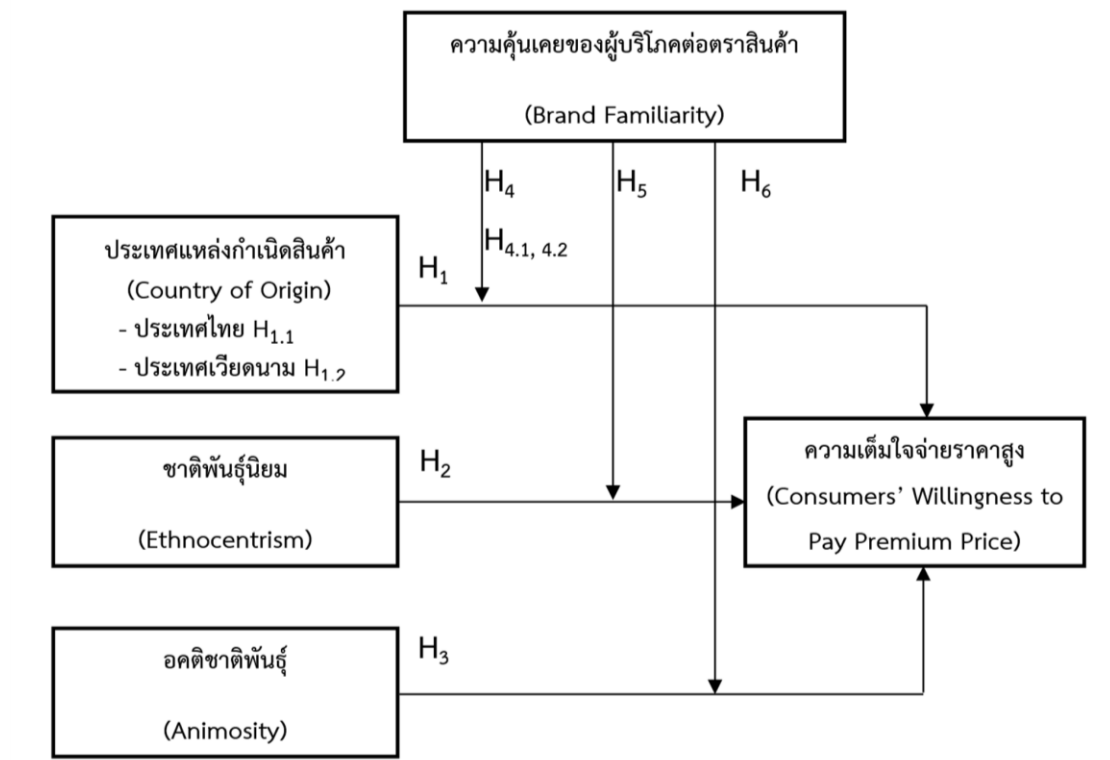 ความคุ้นเคยของผู้บริโภคต่อตราสินค้า
(Brand Familiarity)
H4
H5
H6
H4.1, 4.2
ประเทศแหล่งกำเนิดสินค้า
(Country of Origin)
- ประเทศไทย H1.1
- ประเทศเวียดนาม H1.2
H1
ชาติพันธุ์นิยม
(Ethnocentrism)
H2
ความเต็มใจจ่ายราคาสูง
(Consumers’ Willingness to
Pay Premium Price)
อคติชาติพันธุ์
(Animosity)
H3